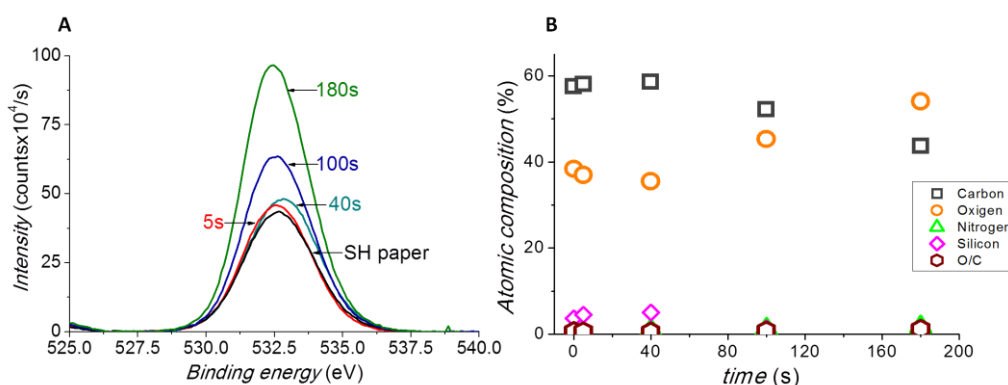 A
Intensity (countsx10^4/s)
100
75
50
25
0
180s
100s
40s
5s
SH paper
525.0 527.5 530.0 532.5 535.0 537.5 540.0
Binding energy (eV)
B
Atomic composition (%)
60
40
20
0
Carbon
Oxigen
Nitrogen
Silicon
O/C
0 40 80 120 160 200
time (s)